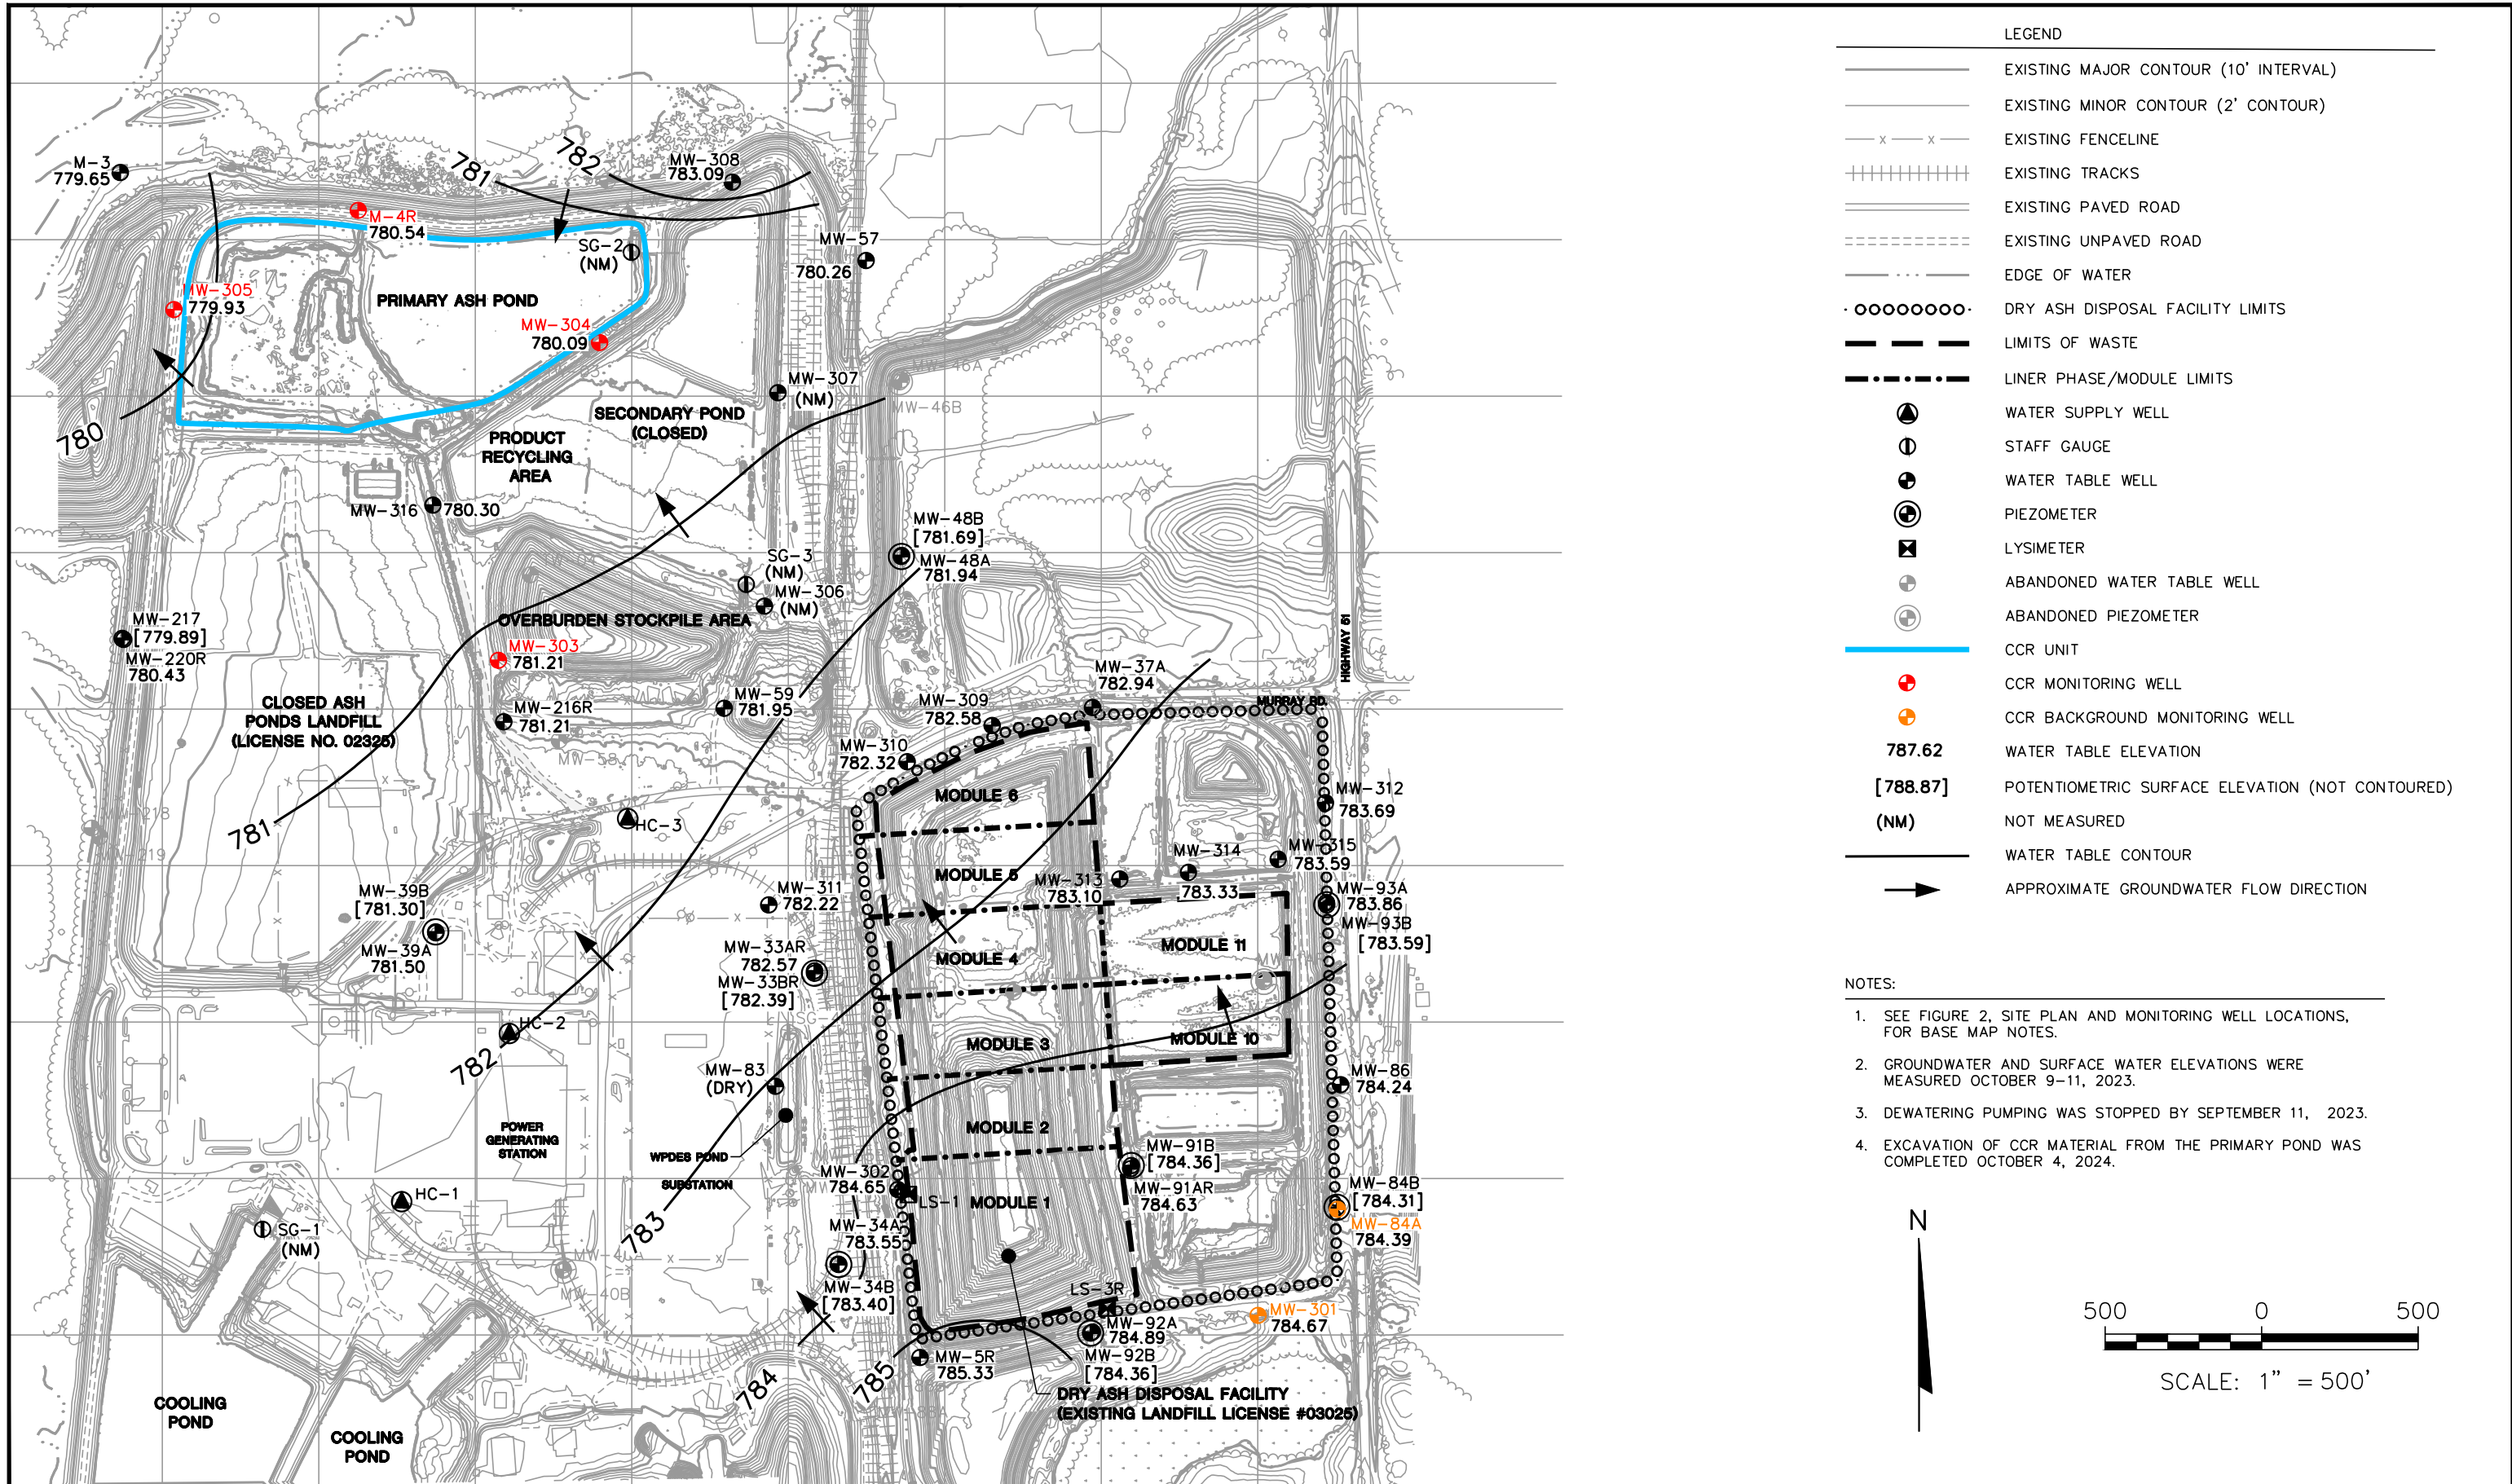 LEGEND
EXISTING MAJOR CONTOUR (10' INTERVAL)
EXISTING MINOR CONTOUR (2' CONTOUR)
x x EXISTING FENCELINE
EXISTING TRACKS
EXISTING PAVED ROAD
EXISTING UNPAVED ROAD
EDGE OF WATER
DRY ASH DISPOSAL FACILITY LIMITS
LIMITS OF WASTE
LINER PHASE/MODULE LIMITS
WATER SUPPLY WELL
STAFF GAUGE
WATER TABLE WELL
PIEZOMETER
LYSIMETER
ABANDONED WATER TABLE WELL
ABANDONED PIEZOMETER
CCR UNIT
CCR MONITORING WELL
CCR BACKGROUND MONITORING WELL
787.62 WATER TABLE ELEVATION
[788.87] POTENTIOMETRIC SURFACE ELEVATION (NOT CONTOURED)
(NM) NOT MEASURED
WATER TABLE CONTOUR
APPROXIMATE GROUNDWATER FLOW DIRECTION
NOTES:
1. SEE FIGURE 2, SITE PLAN AND MONITORING WELL LOCATIONS,
FOR BASE MAP NOTES.
2. GROUNDWATER AND SURFACE WATER ELEVATIONS WERE
MEASURED OCTOBER 9-11, 2023.
3. DEWATERING PUMPING WAS STOPPED BY SEPTEMBER 11, 2023.
4. EXCAVATION OF CCR MATERIAL FROM THE PRIMARY POND WAS
COMPLETED OCTOBER 4, 2024.
N
500 0 500
SCALE: 1" = 500'
M-3
779.65
781
782
MW-308
783.09
M-4R
780.54
SG-2
(NM)
MW-57
780.26
MW-305
779.93
PRIMARY ASH POND
MW-304
780.09
780
MW-307
(NM)
MW-46A
MW-46B
SECONDARY POND
(CLOSED)
PRODUCT
RECYCLING
AREA
MW-316
780.30
MW-48B
[781.69]
MW-48A
781.94
SG-3
(NM)
MW-306
(NM)
OVERBURDEN STOCKPILE AREA
MW-217
[779.89]
MW-220R
780.43
MW-303
781.21
HIGHWAY 51
MW-37A
782.94
MURRAY RD.
MW-59
781.95
MW-309
782.58
CLOSED ASH
PONDS LANDFILL
(LICENSE NO. 02325)
MW-216R
781.21
MW-58
MW-310
782.32
MODULE 6
MW-312
783.69
781
HC-3
MODULE 5
MW-313
783.10
MW-314
783.33
MW-315
783.59
MW-39B
[781.30]
MW-39A
781.50
MW-311
782.22
MW-93A
783.86
MW-93B
[783.59]
MW-33AR
782.57
MW-33BR
[782.39]
MODULE 4
MODULE 11
HC-2
782
MODULE 3
MODULE 10
MW-83
(DRY)
MW-86
784.24
POWER
GENERATING
STATION
MODULE 2
WPDES POND
SUBSTATION
MW-302
784.65
LS-1
MODULE 1
MW-91B
[784.36]
MW-91AR
784.63
MW-84B
[784.31]
MW-84A
784.39
HC-1
SG-1
(NM)
783
MW-34A
783.55
MW-34B
[783.40]
MW-40B
LS-3R
MW-301
784.67
MW-92A
784.89
MW-92B
[784.36]
MW-5R
785.33
784
785
DRY ASH DISPOSAL FACILITY
(EXISTING LANDFILL LICENSE #03025)
COOLING
POND
COOLING
POND